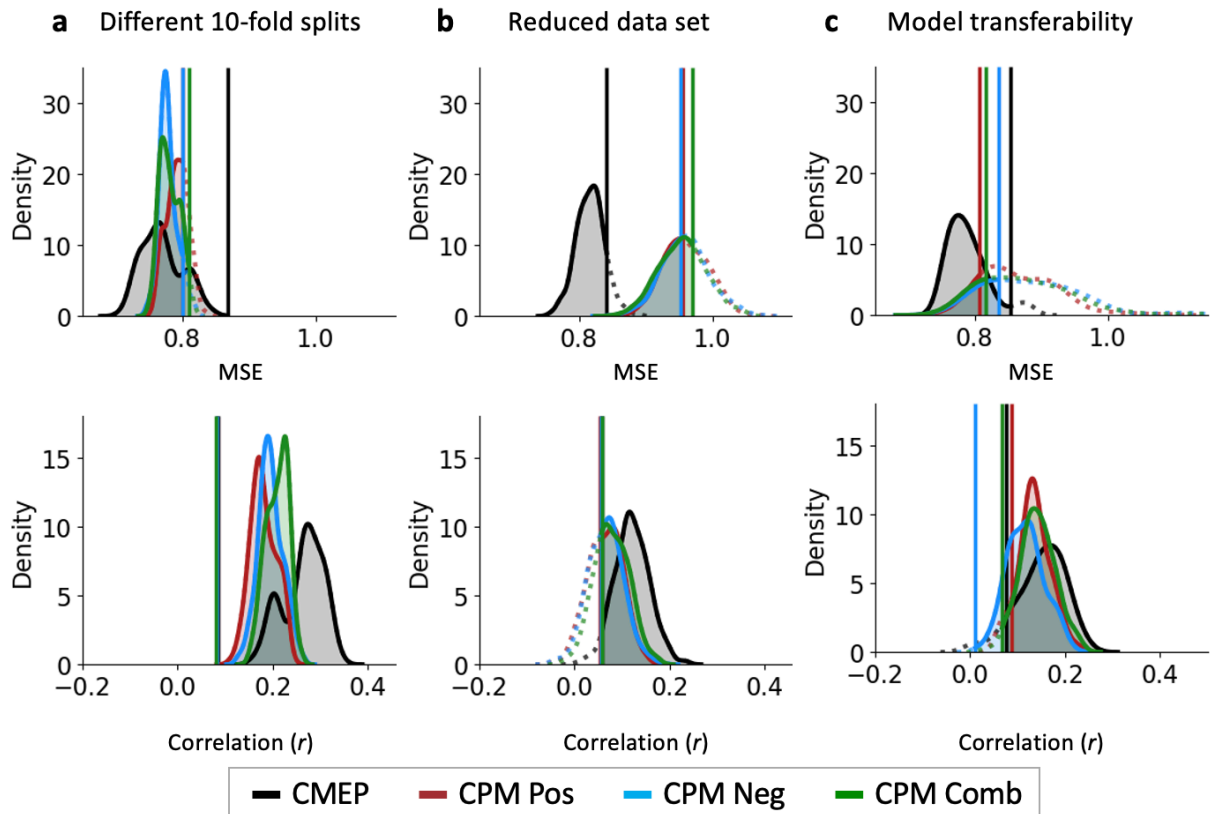 a Different 10-fold splits
b Reduced data set
c Model transferability
Density
30
20
10
0
0.8
1.0
MSE
Density
30
20
10
0
0.8
1.0
MSE
Density
30
20
10
0
0.8
1.0
MSE
Density
15
10
5
0
−0.2
0.0
0.2
0.4
Correlation (r)
Density
15
10
5
0
−0.2
0.0
0.2
0.4
Correlation (r)
Density
15
10
5
0
−0.2
0.0
0.2
0.4
Correlation (r)
CMEP
CPM Pos
CPM Neg
CPM Comb